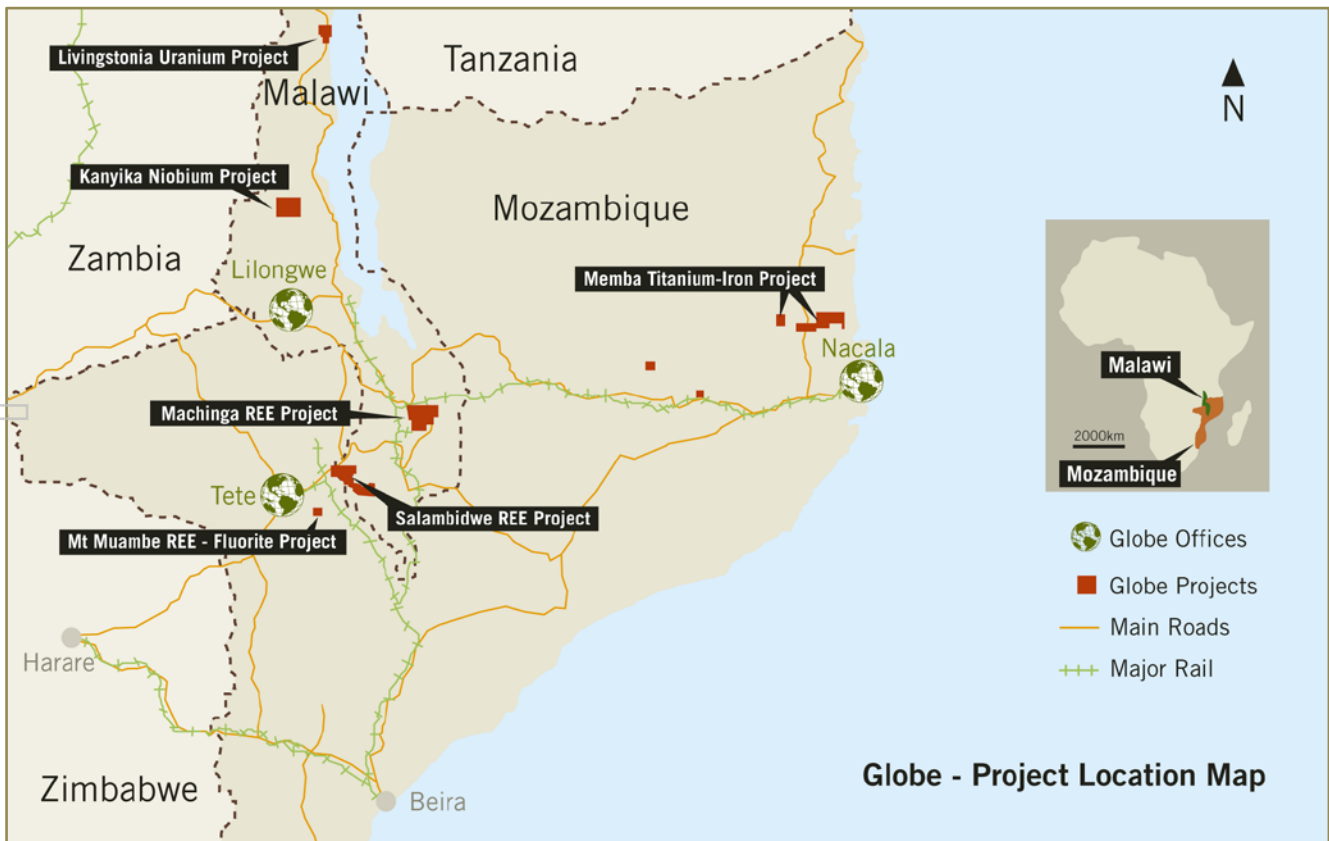 Livingstonia Uranium Project
Tanzania
Malawi
N
Kanyika Niobium Project
Mozambique
Zambia
Lilongwe
Memba Titanium-Iron Project
Nacala
Machinga REE Project
Tete
Salambidwe REE Project
Mt Muambe REE - Fluorite Project
Harare
Zimbabwe
Beira
Malawi
2000km
Mozambique
Globe Offices
Globe Projects
Main Roads
Major Rail
Globe - Project Location Map